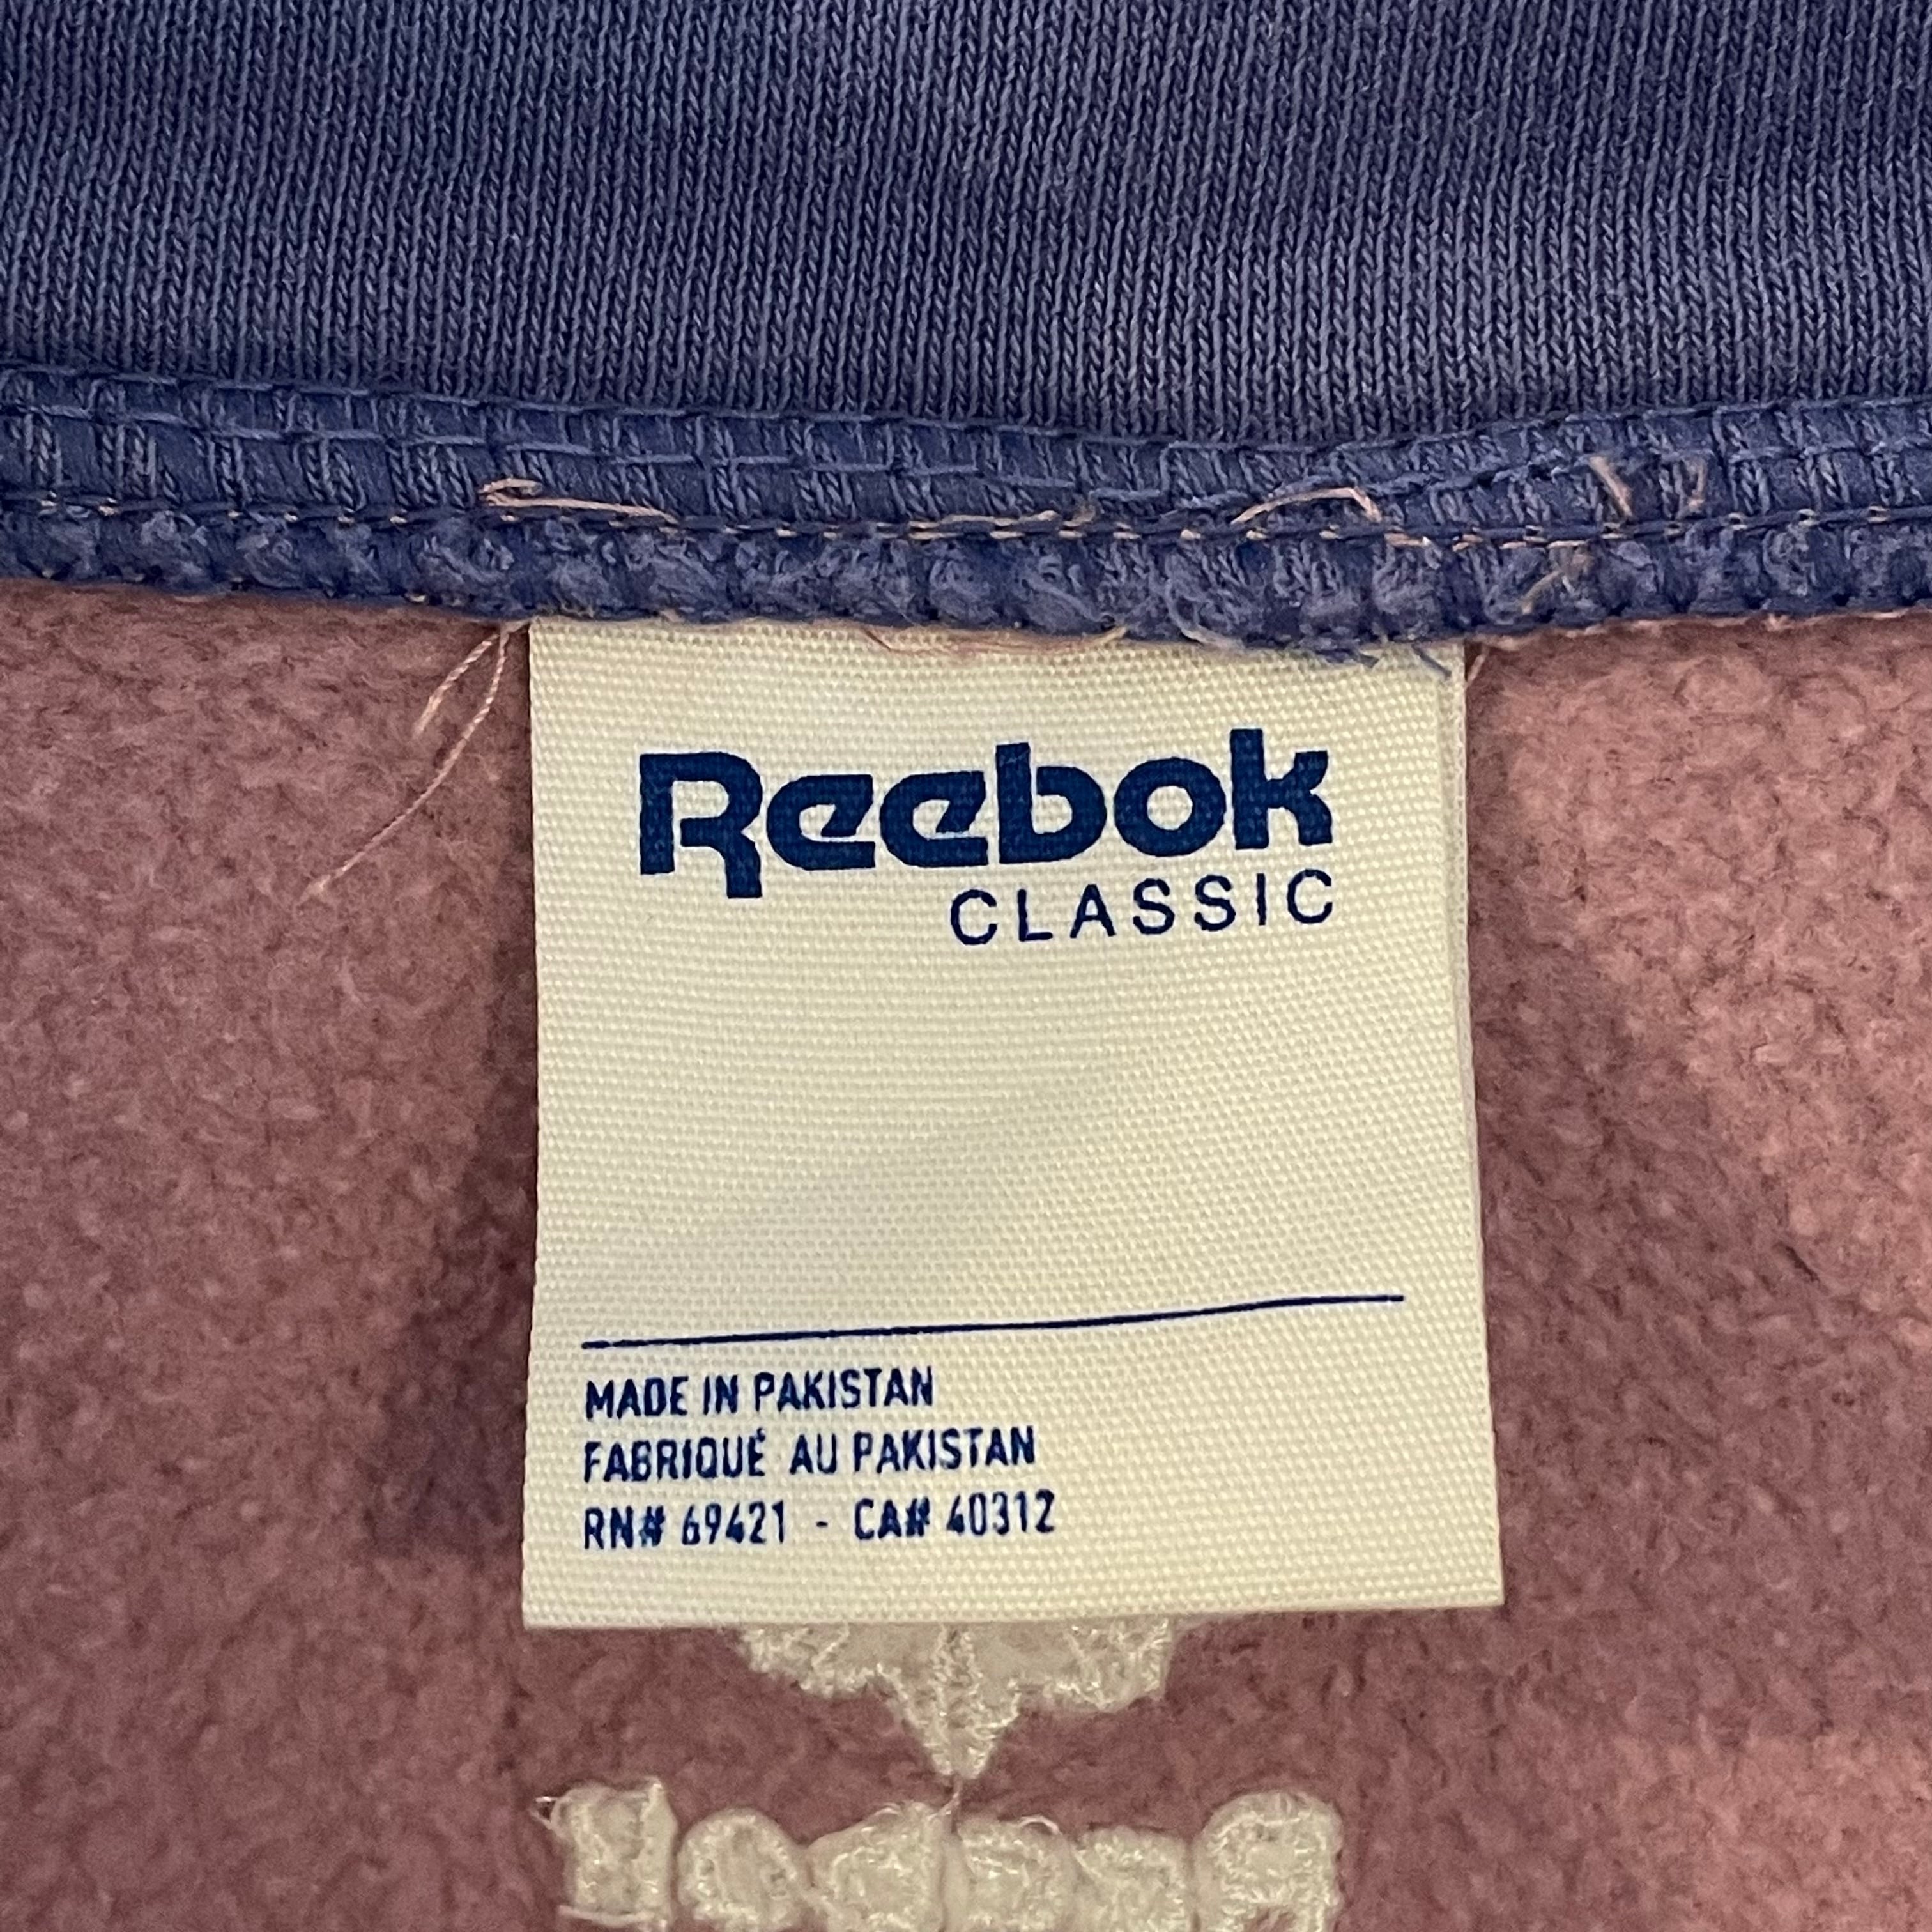 Reebok
CLASSIC
MADE IN PAKISTAN
FABRIQUÉ AU PAKISTAN
RN# 69421 - CA# 40312